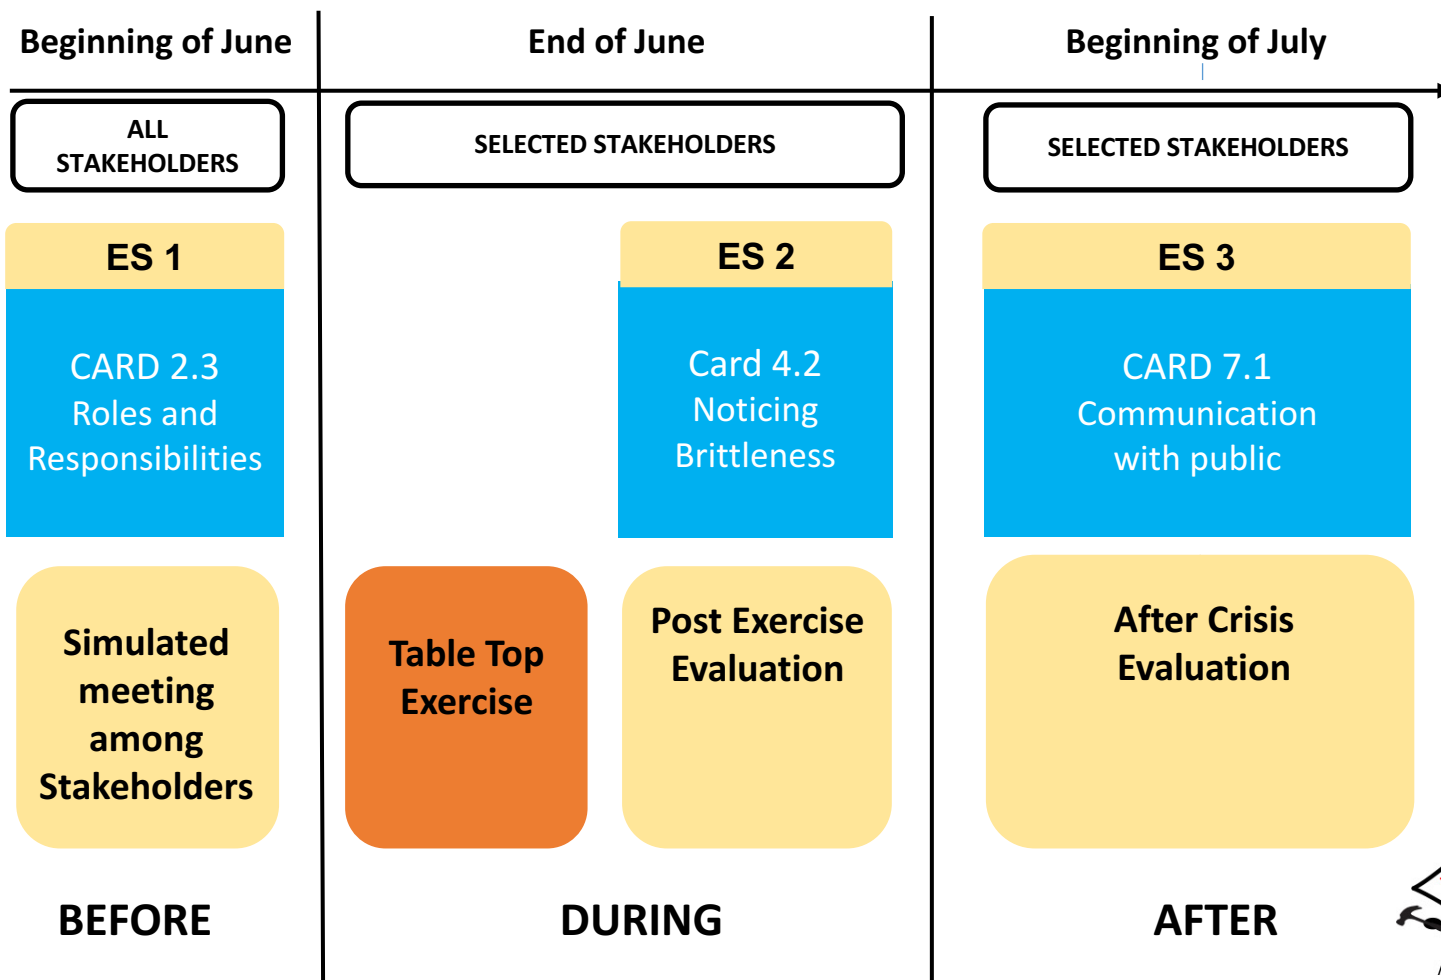 Beginning of June
End of June
Beginning of July
ALL
STAKEHOLDERS
SELECTED STAKEHOLDERS
SELECTED STAKEHOLDERS
ES 1
ES 2
ES 3
CARD 2.3
Roles and
Responsibilities
Card 4.2
Noticing
Brittleness
CARD 7.1
Communication
with public
Simulated
meeting
among
Stakeholders
Table Top
Exercise
Post Exercise
Evaluation
After Crisis
Evaluation
BEFORE
DURING
AFTER